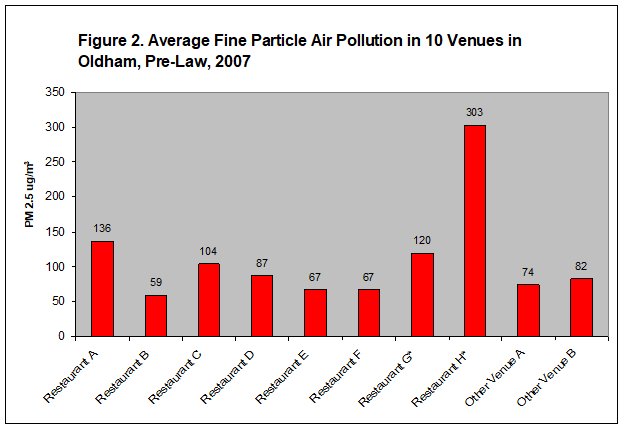 Figure 2. Average Fine Particle Air Pollution in 10 Venues in
Oldham, Pre-Law, 2007
PM 2.5 ug/m³
350
300
250
200
150
100
50
0
136
59
104
87
67
67
120
303
74
82
Restaurant A
Restaurant B
Restaurant C
Restaurant D
Restaurant E
Restaurant F
Restaurant G*
Restaurant H*
Other Venue A
Other Venue B